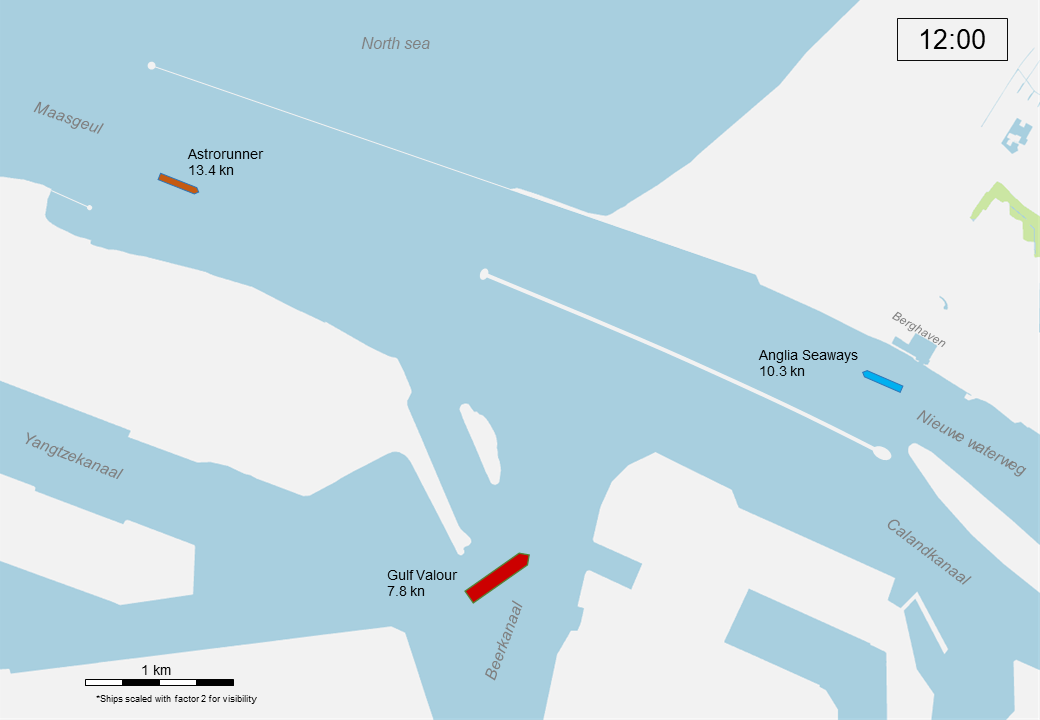 North sea
12:00
Maasgeul
Astrorunner
13.4 kn
Berghaven
Anglia Seaways
10.3 kn
Nieuwe waterweg
Yangtzekanaal
Calandkanaal
Gulf Valour
7.8 kn
Beerkanaal
1 km
*Ships scaled with factor 2 for visibility